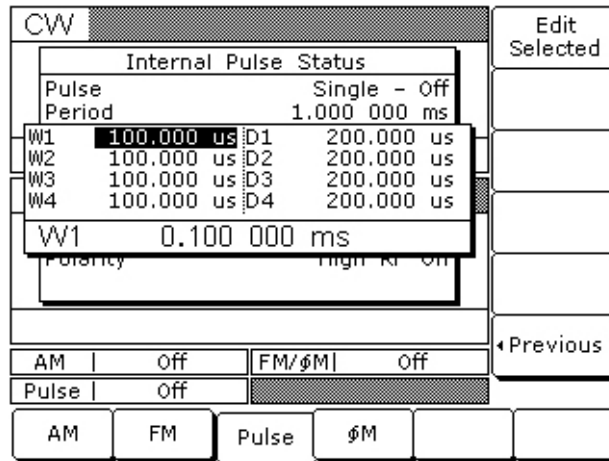 CW
Edit
Selected
Internal Pulse Status
Pulse Single - Off
Period 1.000 000 ms
W1 100.000 us D1 200.000 us
W2 100.000 us D2 200.000 us
W3 100.000 us D3 200.000 us
W4 100.000 us D4 200.000 us
W1 0.100 000 ms
Polarity High RF On
Previous
AM | Off FM/ϕM| Off
Pulse | Off
AM FM Pulse ϕM